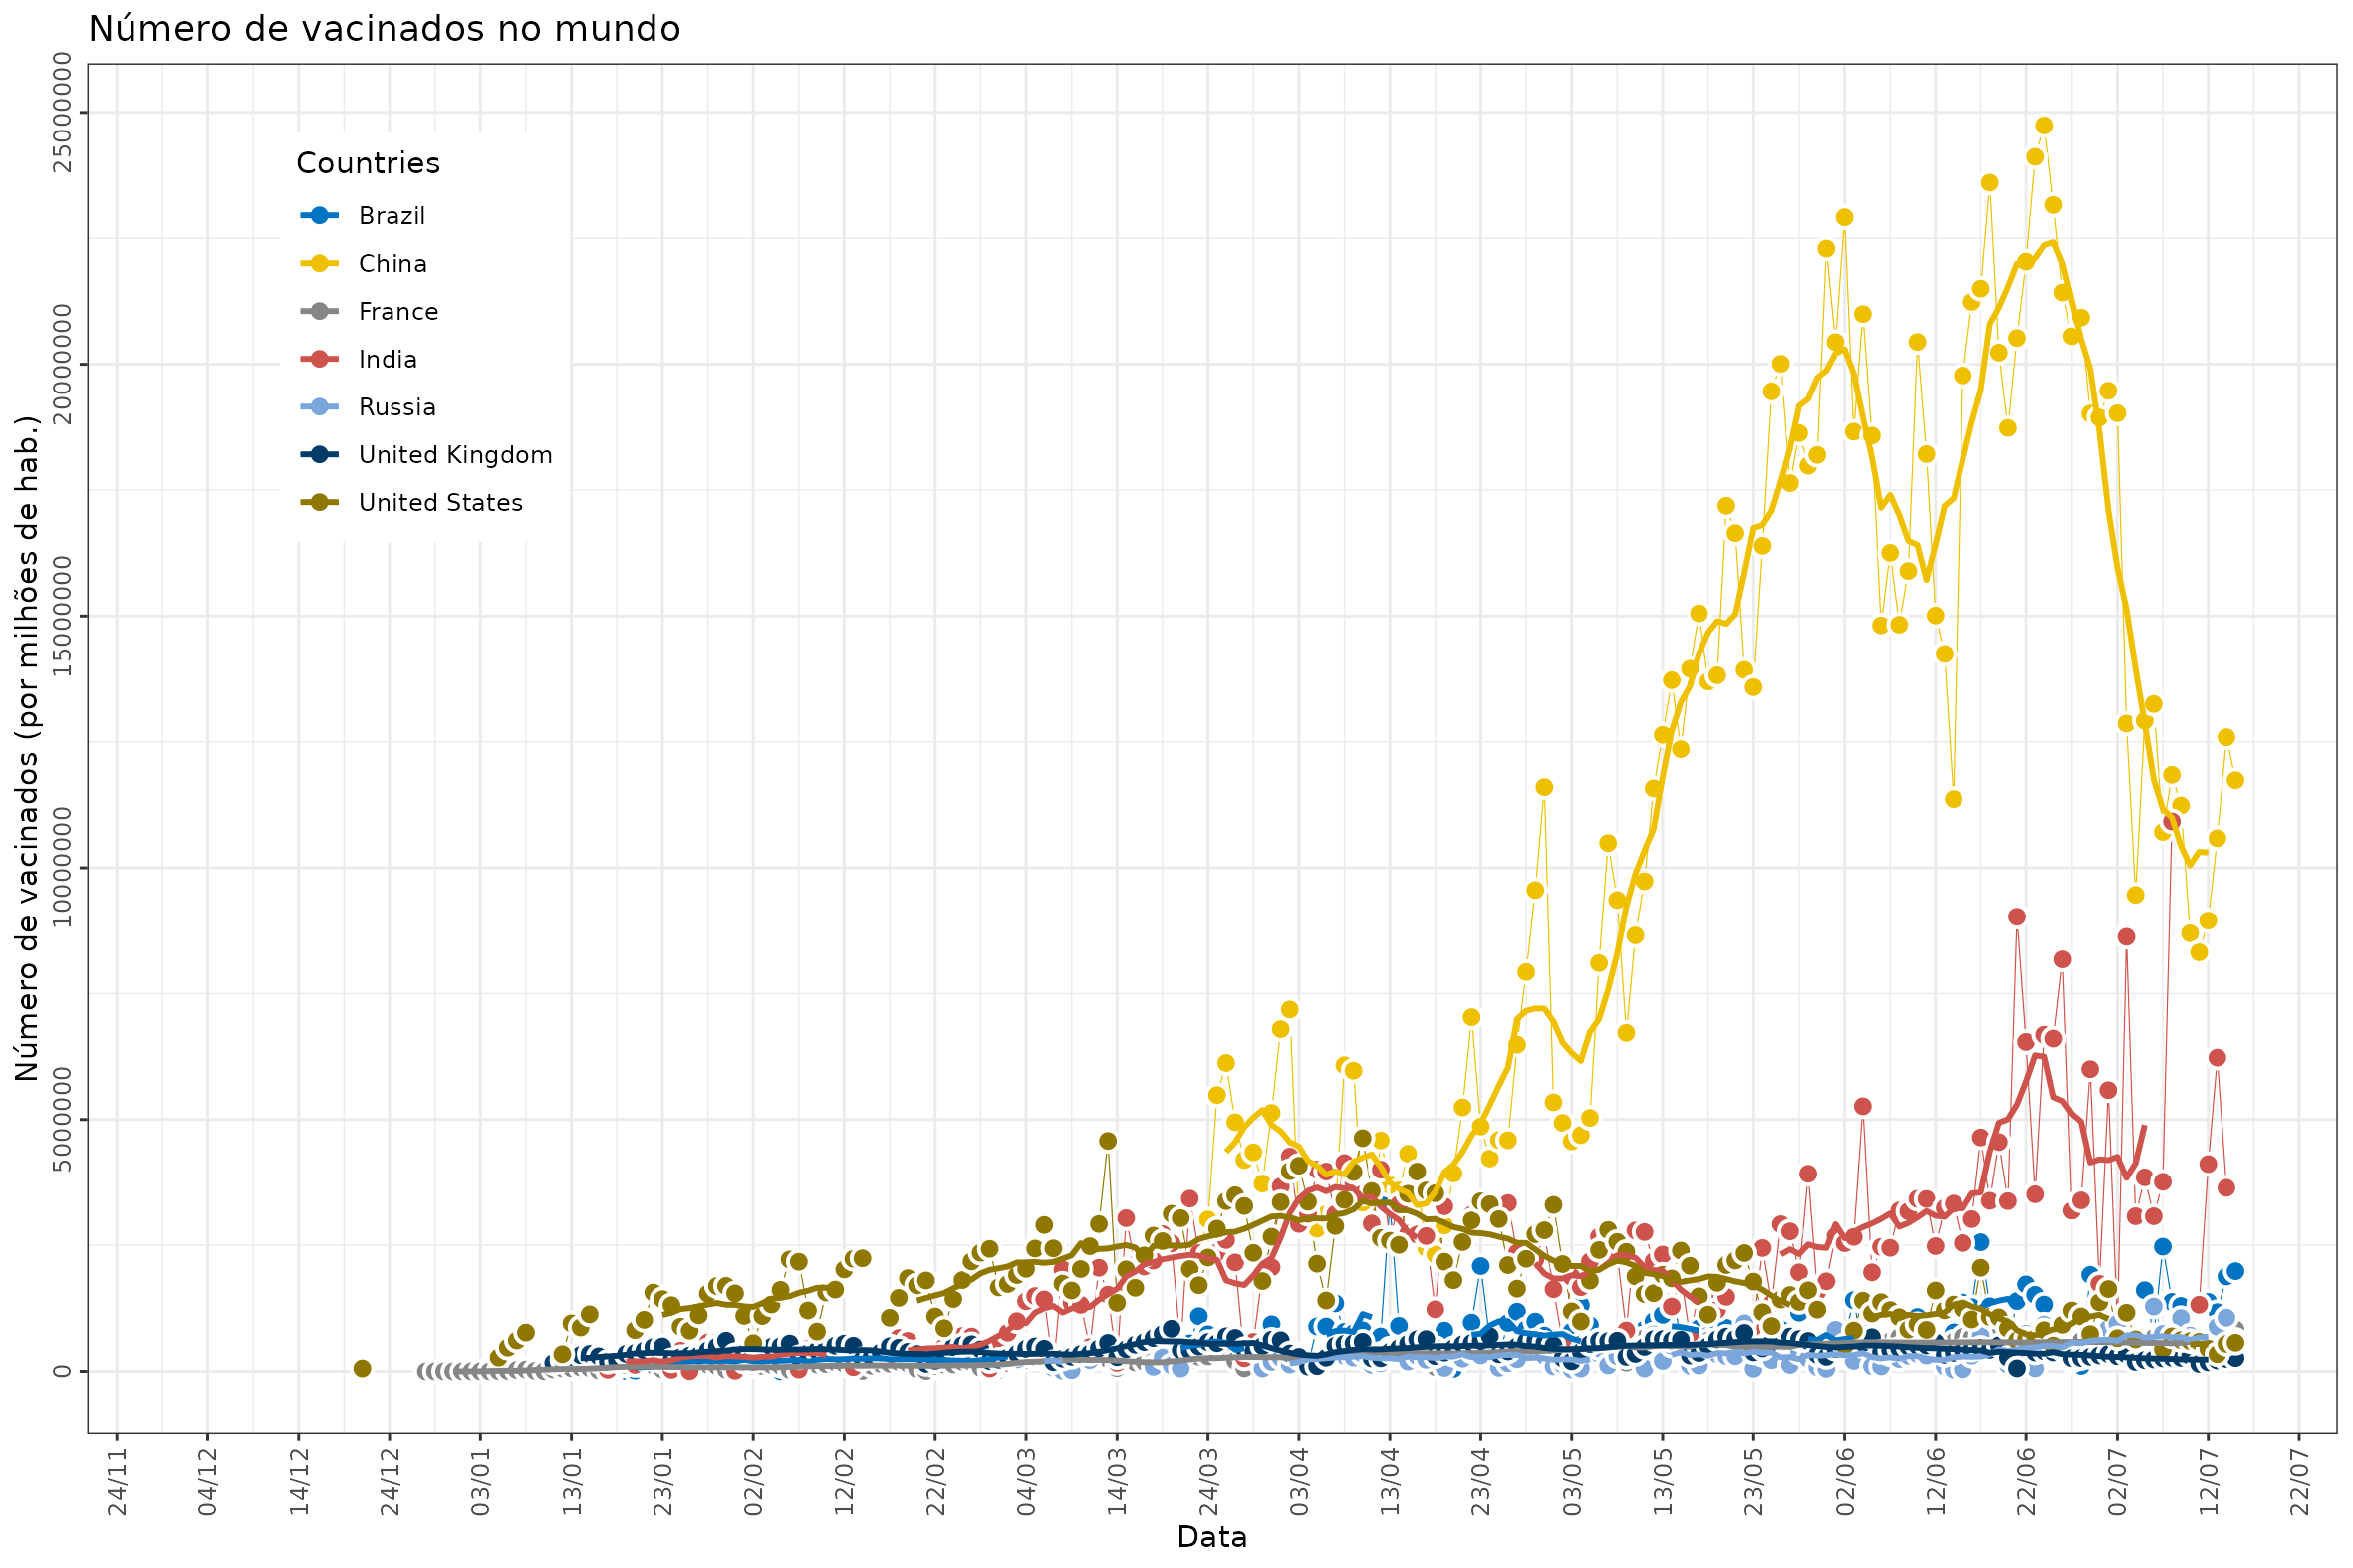 Número de vacinados no mundo
Número de vacinados (por milhões de hab.)
25000000
20000000
15000000
10000000
5000000
0
Countries
Brazil
China
France
India
Russia
United Kingdom
United States
24/11
04/12
14/12
24/12
03/01
13/01
23/01
02/02
12/02
22/02
04/03
14/03
24/03
03/04
13/04
23/04
03/05
13/05
23/05
02/06
12/06
22/06
02/07
12/07
22/07
Data